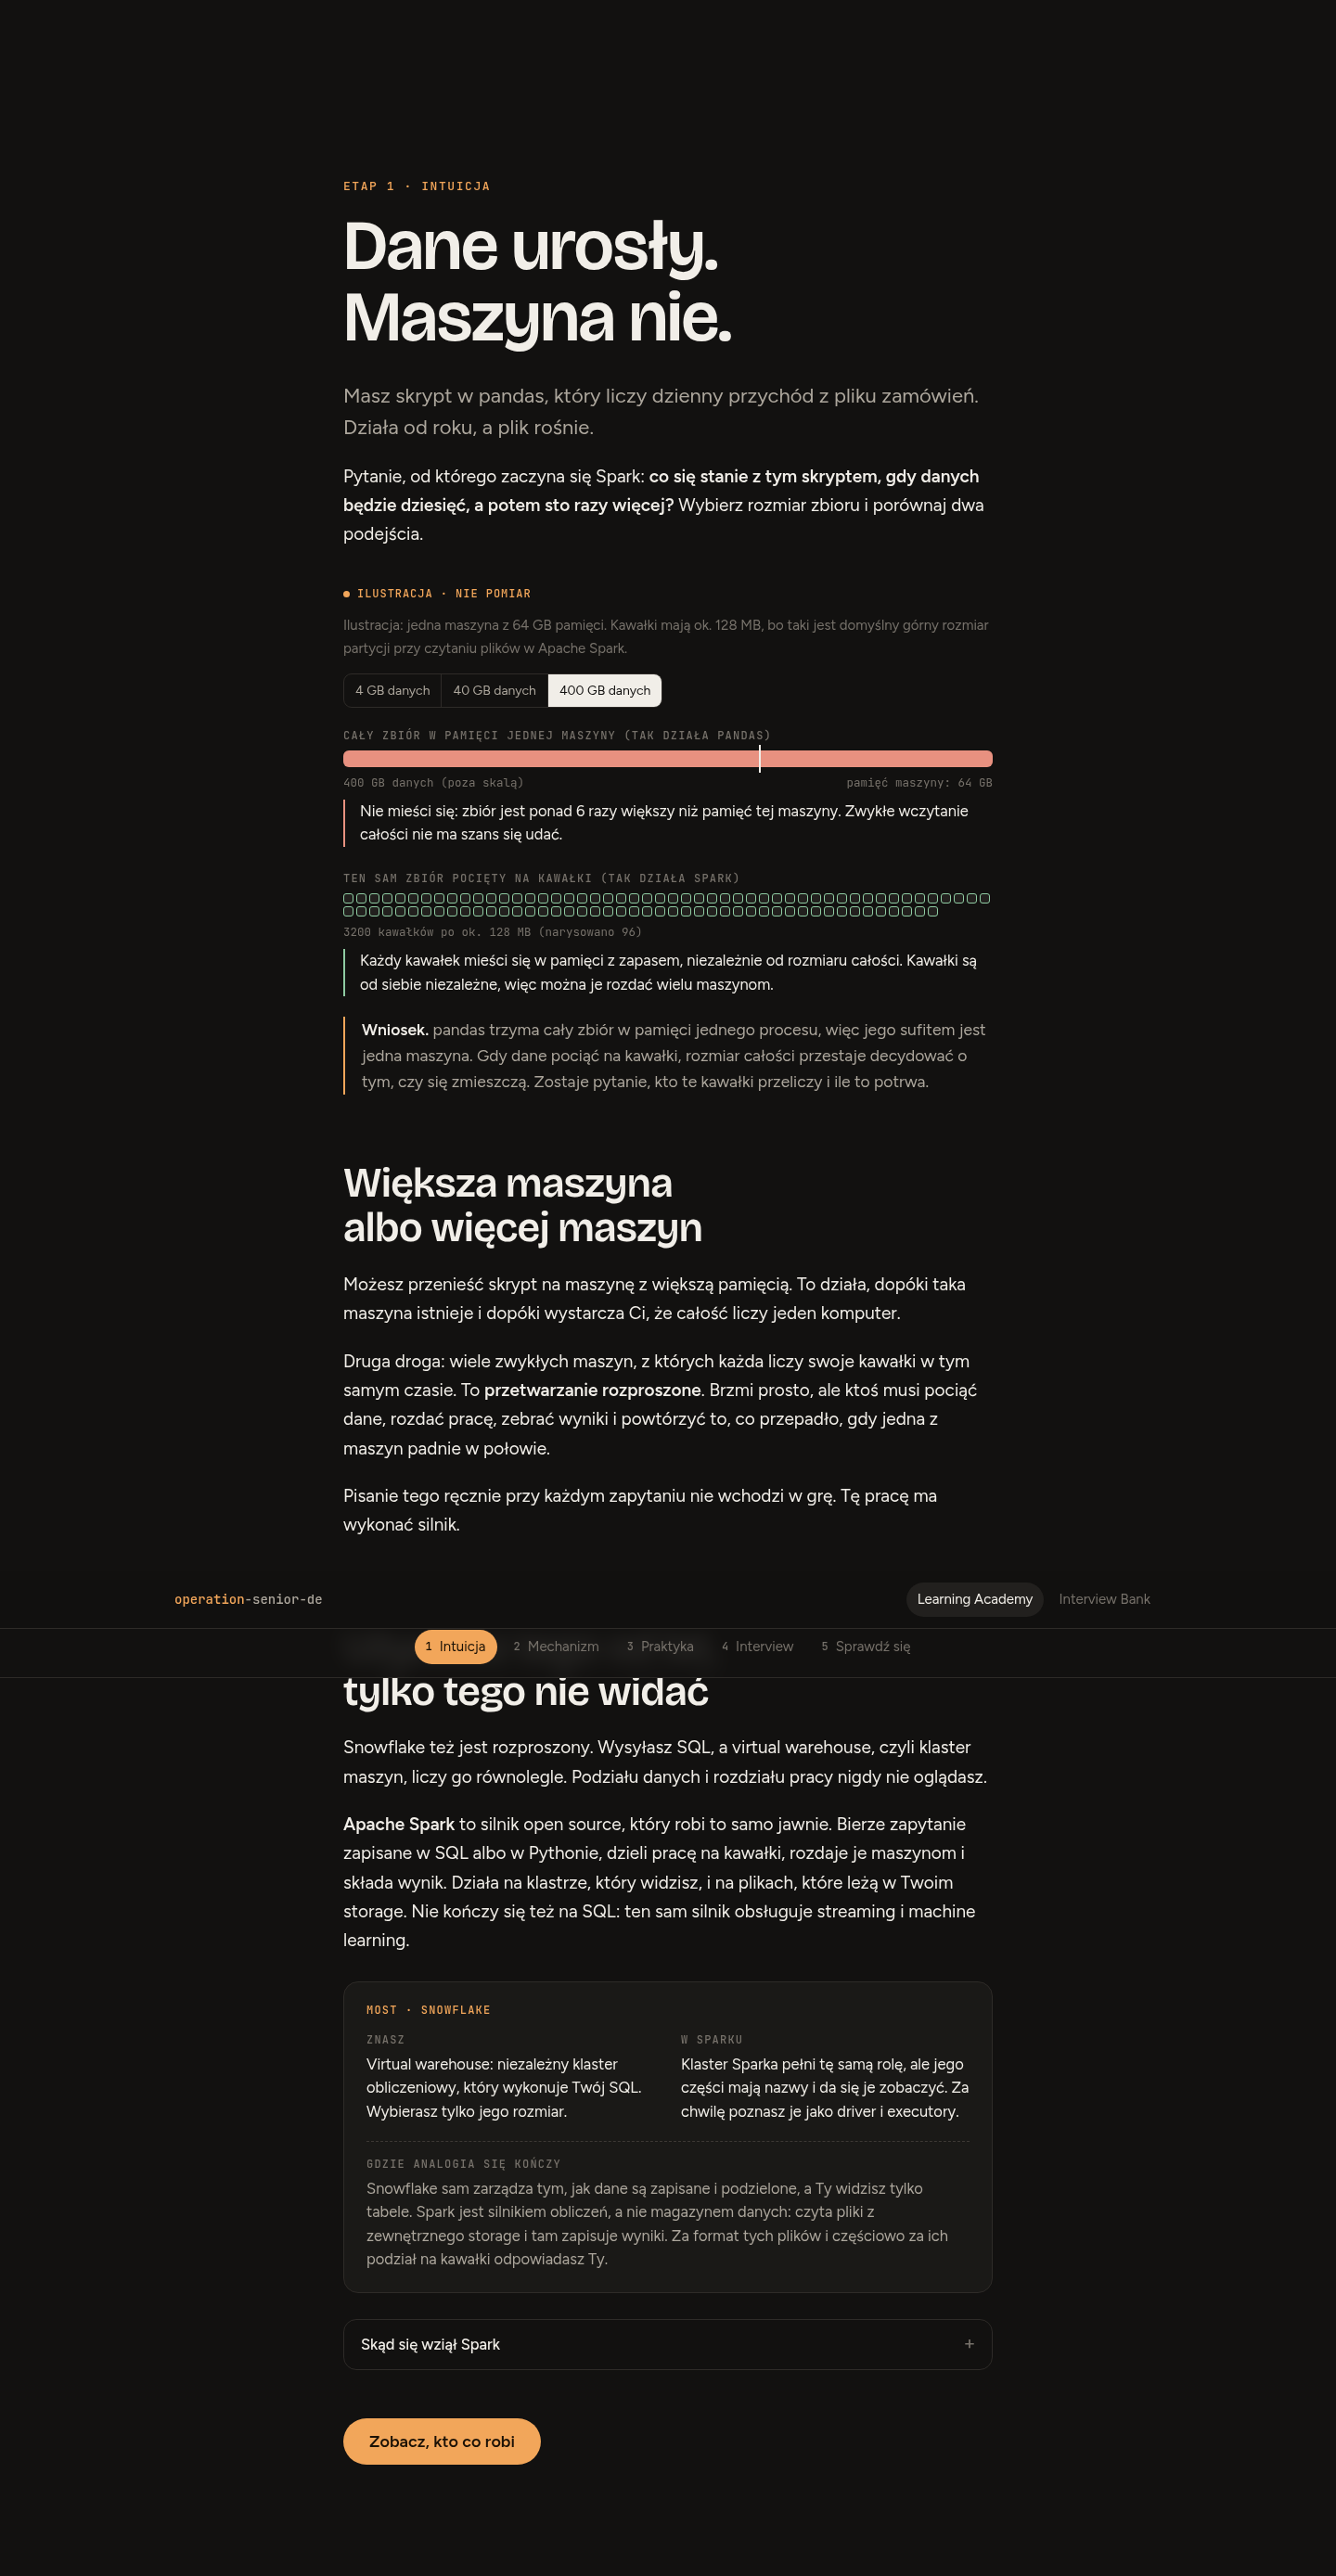 ETAP 1 · INTUICJA
Dane urosły.
Maszyna nie.
Masz skrypt w pandas, który liczy dzienny przychód z pliku zamówień.
Działa od roku, a plik rośnie.
Pytanie, od którego zaczyna się Spark: co się stanie z tym skryptem, gdy danych
będzie dziesięć, a potem sto razy więcej? Wybierz rozmiar zbioru i porównaj dwa
podejścia.
ILUSTRACJA · NIE POMIAR
Ilustracja: jedna maszyna z 64 GB pamięci. Kawałki mają ok. 128 MB, bo taki jest domyślny górny rozmiar
partycji przy czytaniu plików w Apache Spark.
4 GB danych 40 GB danych 400 GB danych
CAŁY ZBIÓR W PAMIĘCI JEDNEJ MASZYNY (TAK DZIAŁA PANDAS)
400 GB danych (poza skalą) pamięć maszyny: 64 GB
Nie mieści się: zbiór jest ponad 6 razy większy niż pamięć tej maszyny. Zwykłe wczytanie
całości nie ma szans się udać.
TEN SAM ZBIÓR POCIĘTY NA KAWAŁKI (TAK DZIAŁA SPARK)
3200 kawałków po ok. 128 MB (narysowano 96)
Każdy kawałek mieści się w pamięci z zapasem, niezależnie od rozmiaru całości. Kawałki są
od siebie niezależne, więc można je rozdać wielu maszynom.
Wniosek. pandas trzyma cały zbiór w pamięci jednego procesu, więc jego sufitem jest
jedna maszyna. Gdy dane pociąć na kawałki, rozmiar całości przestaje decydować o
tym, czy się zmieszczą. Zostaje pytanie, kto te kawałki przeliczy i ile to potrwa.
Większa maszyna
albo więcej maszyn
Możesz przenieść skrypt na maszynę z większą pamięcią. To działa, dopóki taka
maszyna istnieje i dopóki wystarcza Ci, że całość liczy jeden komputer.
Druga droga: wiele zwykłych maszyn, z których każda liczy swoje kawałki w tym
samym czasie. To przetwarzanie rozproszone. Brzmi prosto, ale ktoś musi pociąć
dane, rozdać pracę, zebrać wyniki i powtórzyć to, co przepadło, gdy jedna z
maszyn padnie w połowie.
Pisanie tego ręcznie przy każdym zapytaniu nie wchodzi w grę. Tę pracę ma
wykonać silnik.
operation-senior-de Learning Academy Interview Bank
1 Intuicja 2 Mechanizm 3 Praktyka 4 Interview 5 Sprawdź się
tylko tego nie widać
Snowflake też jest rozproszony. Wysyłasz SQL, a virtual warehouse, czyli klaster
maszyn, liczy go równolegle. Podziału danych i rozdziału pracy nigdy nie oglądasz.
Apache Spark to silnik open source, który robi to samo jawnie. Bierze zapytanie
zapisane w SQL albo w Pythonie, dzieli pracę na kawałki, rozdaje je maszynom i
składa wynik. Działa na klastrze, który widzisz, i na plikach, które leżą w Twoim
storage. Nie kończy się też na SQL: ten sam silnik obsługuje streaming i machine
learning.
MOST · SNOWFLAKE
ZNASZ
Virtual warehouse: niezależny klaster
obliczeniowy, który wykonuje Twój SQL.
Wybierasz tylko jego rozmiar.
W SPARKU
Klaster Sparka pełni tę samą rolę, ale jego
części mają nazwy i da się je zobaczyć. Za
chwilę poznasz je jako driver i executory.
GDZIE ANALOGIA SIĘ KOŃCZY
Snowflake sam zarządza tym, jak dane są zapisane i podzielone, a Ty widzisz tylko
tabele. Spark jest silnikiem obliczeń, a nie magazynem danych: czyta pliki z
zewnętrznego storage i tam zapisuje wyniki. Za format tych plików i częściowo za ich
podział na kawałki odpowiadasz Ty.
Skąd się wziął Spark +
Zobacz, kto co robi